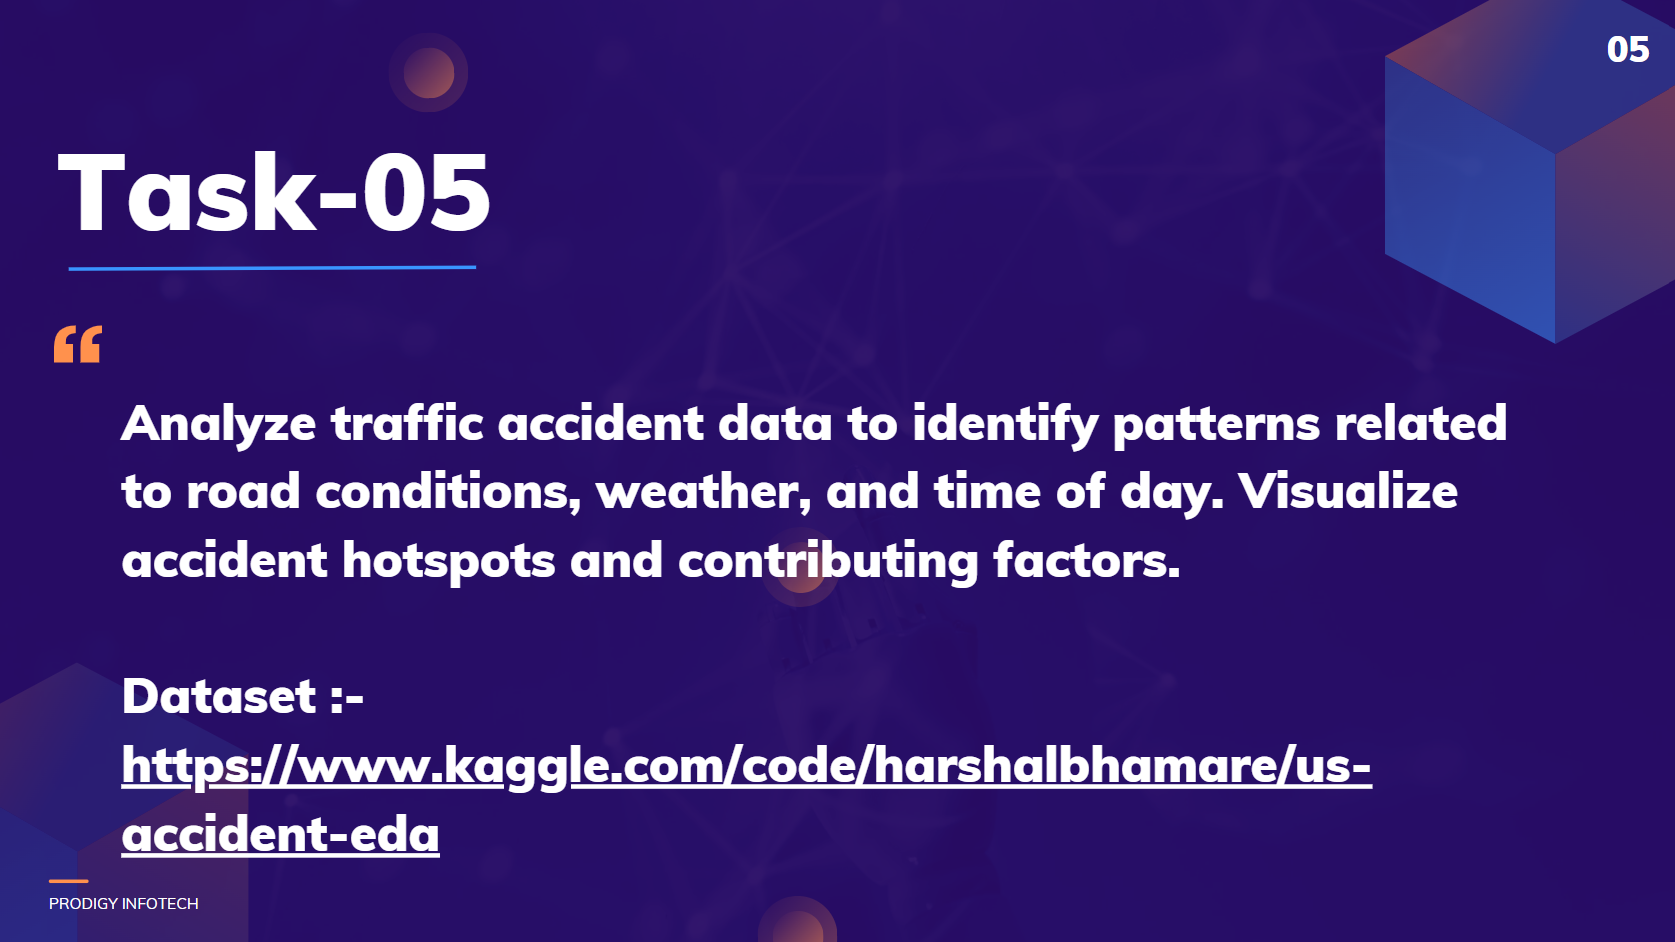 05
Task-05
“
Analyze traffic accident data to identify patterns related
to road conditions, weather, and time of day. Visualize
accident hotspots and contributing factors.
Dataset :-
https://www.kaggle.com/code/harshalbhamare/us-
accident-eda
PRODIGY INFOTECH